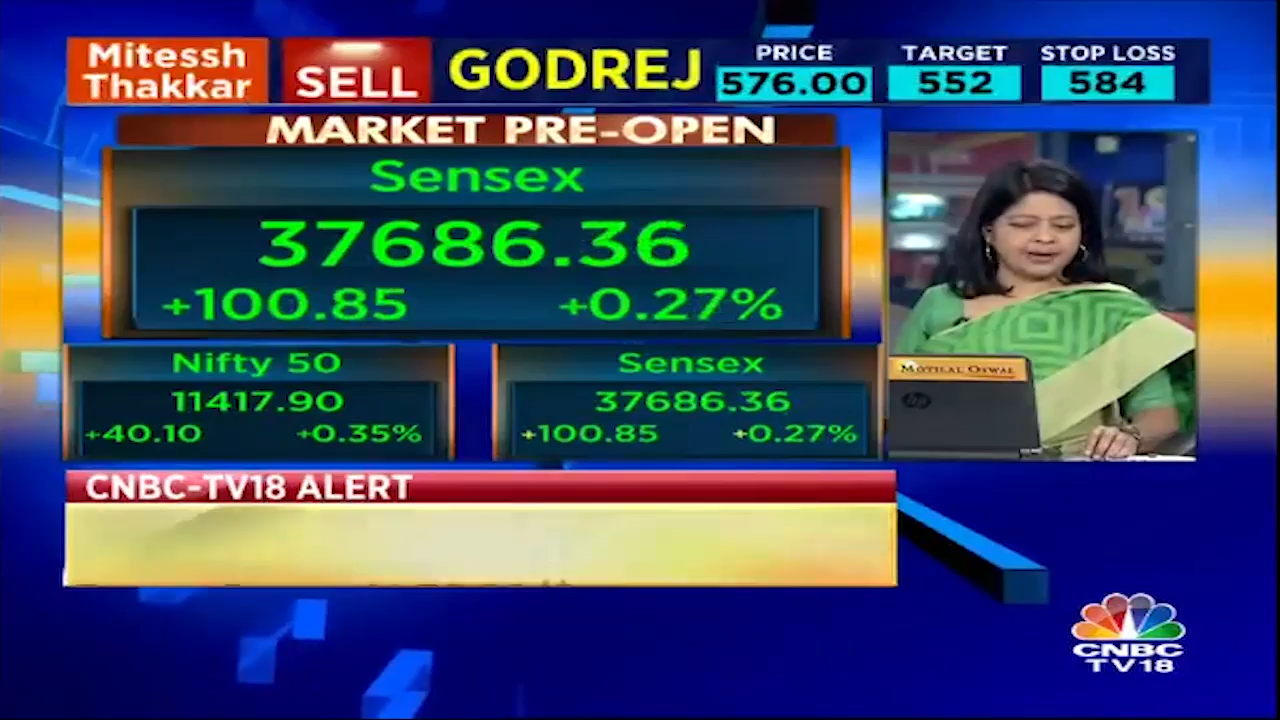 Mitessh
Thakkar
SELL
GODREJ
PRICE
576.00
TARGET
552
STOP LOSS
584
MARKET PRE-OPEN
Sensex
37686.36
+100.85 +0.27%
Nifty 50
11417.90
+40.10 +0.35%
Sensex
37686.36
+100.85 +0.27%
MOTILAL OSWAL
hp
CNBC-TV18 ALERT
CNBC
TV18